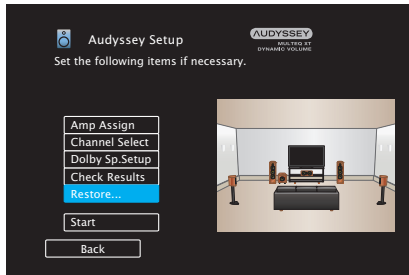 Audyssey Setup
AUDYSSEY
MULTEQ XT
DYNAMIC VOLUME
Set the following items if necessary.
Amp Assign
Channel Select
Dolby Sp.Setup
Check Results
Restore...
Start
Back